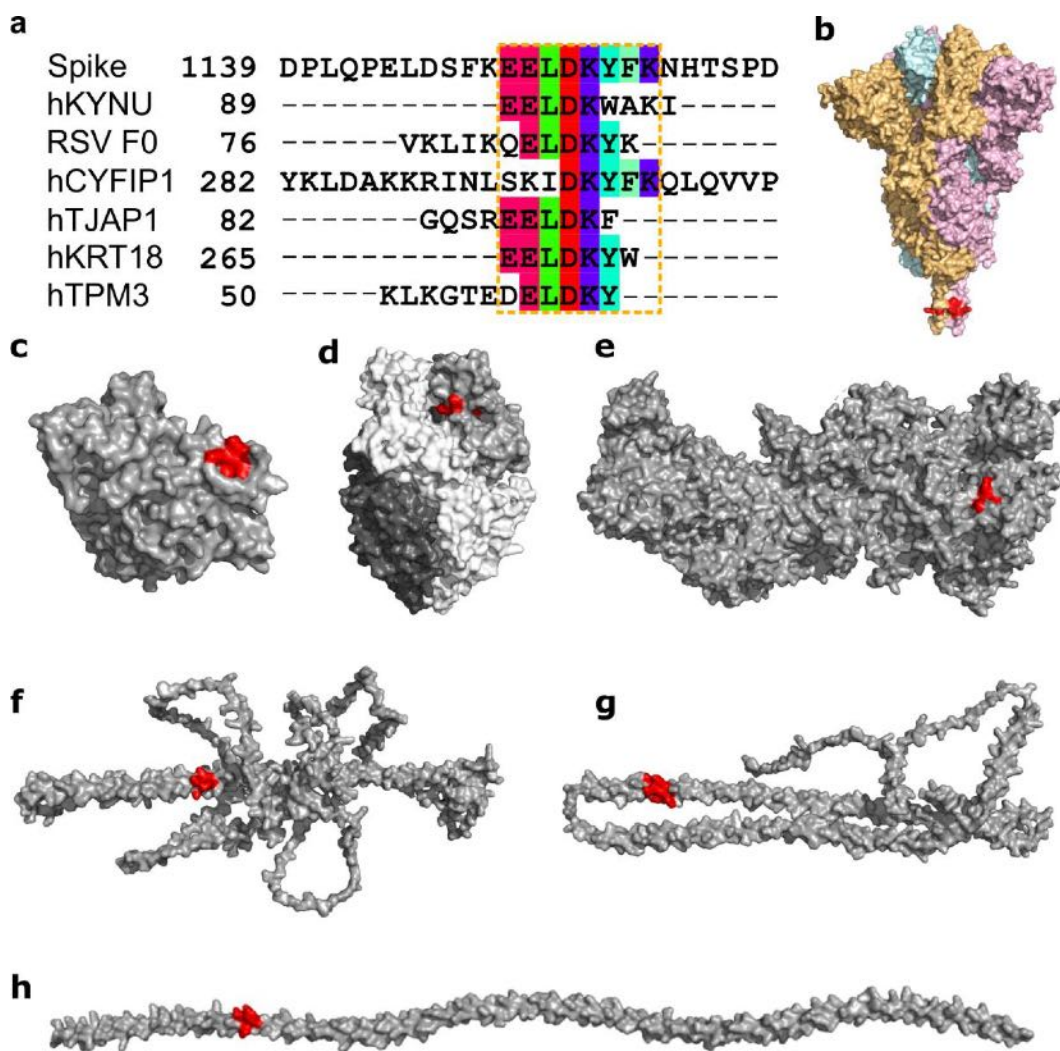 a
Spike 1139 DPLQPELDSFKEELDKYFKNHTSPD
hKYNU 89 -----------EELDKWAKI-----
RSV F0 76 ------VKLIKQELDKYK-------
hCYFIP1 282 YKLDAKKRINLSKIDKYFKQLQVVP
hTJAP1 82 -------GQSREELDKF--------
hKRT18 265 -----------EELDKYW-------
hTPM3 50 -----KLKGTEDELDKY--------
b
c
d
e
f
g
h